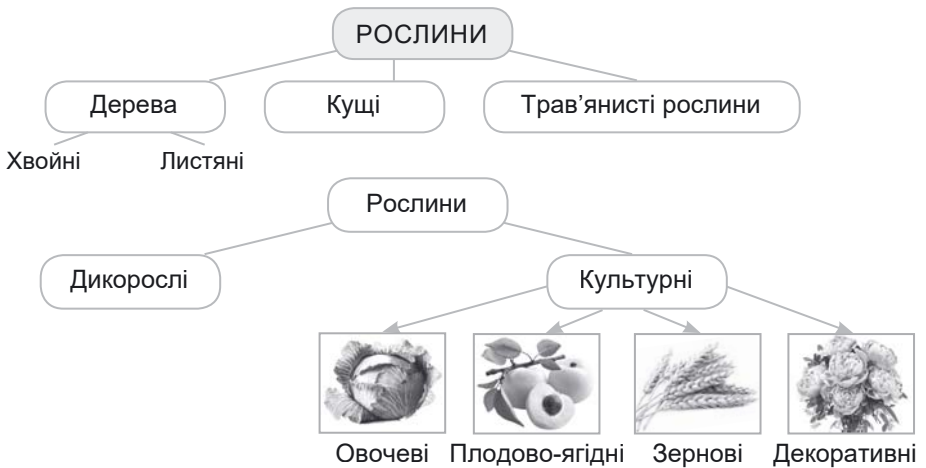 РОСЛИНИ
Дерева
Кущі
Трав’янисті рослини
Хвойні
Листяні
Рослини
Дикорослі
Культурні
Овочеві
Плодово-ягідні
Зернові
Декоративні